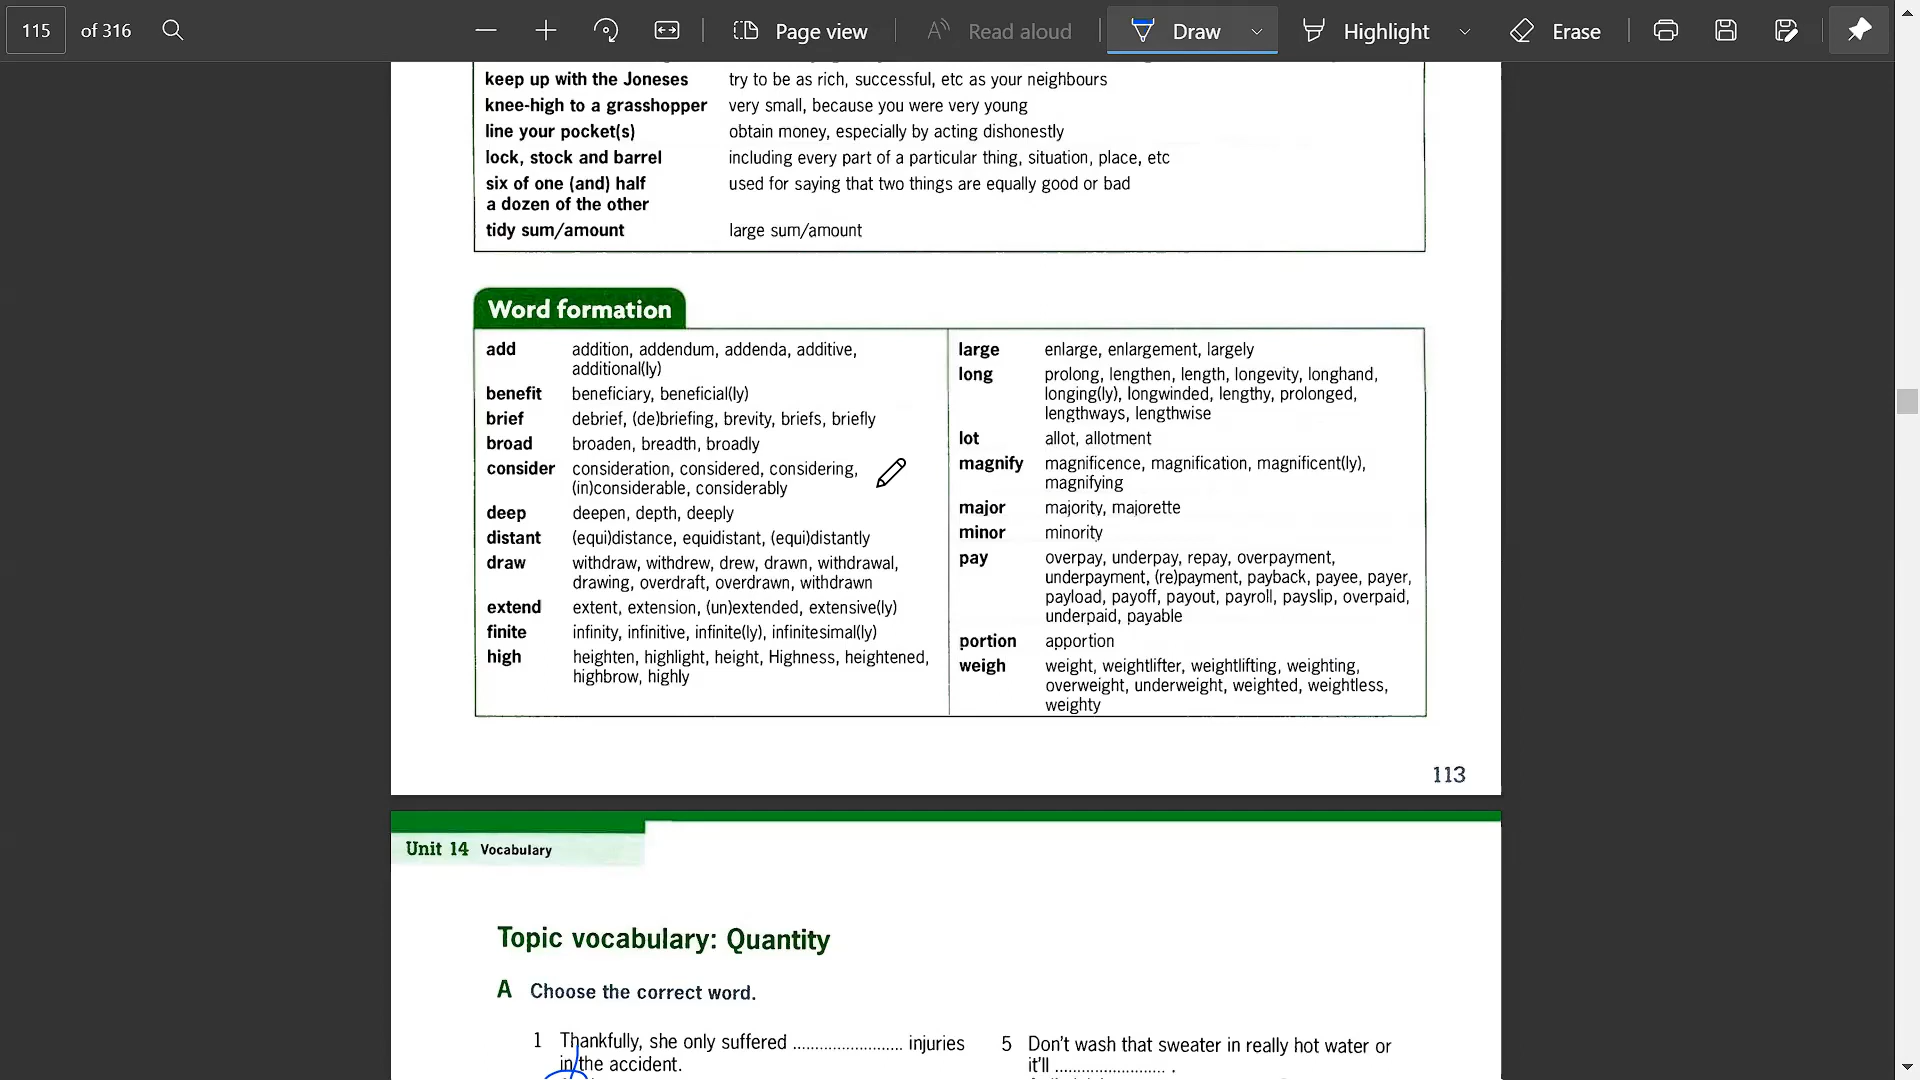 115 of 316 Page view Read aloud Draw Highlight Erase
keep up with the Joneses try to be as rich, successful, etc as your neighbours
knee-high to a grasshopper very small, because you were very young
line your pocket(s) obtain money, especially by acting dishonestly
lock, stock and barrel including every part of a particular thing, situation, place, etc
six of one (and) half used for saying that two things are equally good or bad
a dozen of the other
tidy sum/amount large sum/amount
Word formation
add addition, addendum, addenda, additive,
additional(ly)
benefit beneficiary, beneficial(ly)
brief debrief, (de)briefing, brevity, briefs, briefly
broad broaden, breadth, broadly
consider consideration, considered, considering,
(in)considerable, considerably
deep deepen, depth, deeply
distant (equi)distance, equidistant, (equi)distantly
draw withdraw, withdrew, drew, drawn, withdrawal,
drawing, overdraft, overdrawn, withdrawn
extend extent, extension, (un)extended, extensive(ly)
finite infinity, infinitive, infinite(ly), infinitesimal(ly)
high heighten, highlight, height, Highness, heightened,
highbrow, highly
large enlarge, enlargement, largely
long prolong, lengthen, length, longevity, longhand,
longing(ly), longwinded, lengthy, prolonged,
lengthways, lengthwise
lot allot, allotment
magnify magnificence, magnification, magnificent(ly),
magnifying
major majority, majorette
minor minority
pay overpay, underpay, repay, overpayment,
underpayment, (re)payment, payback, payee, payer,
payload, payoff, payout, payroll, payslip, overpaid,
underpaid, payable
portion apportion
weigh weight, weightlifter, weightlifting, weighting,
overweight, underweight, weighted, weightless,
weighty
113
Unit 14 Vocabulary
Topic vocabulary: Quantity
A Choose the correct word.
1 Thankfully, she only suffered ........................ injuries
in the accident.
5 Don't wash that sweater in really hot water or
it'll ........................ .